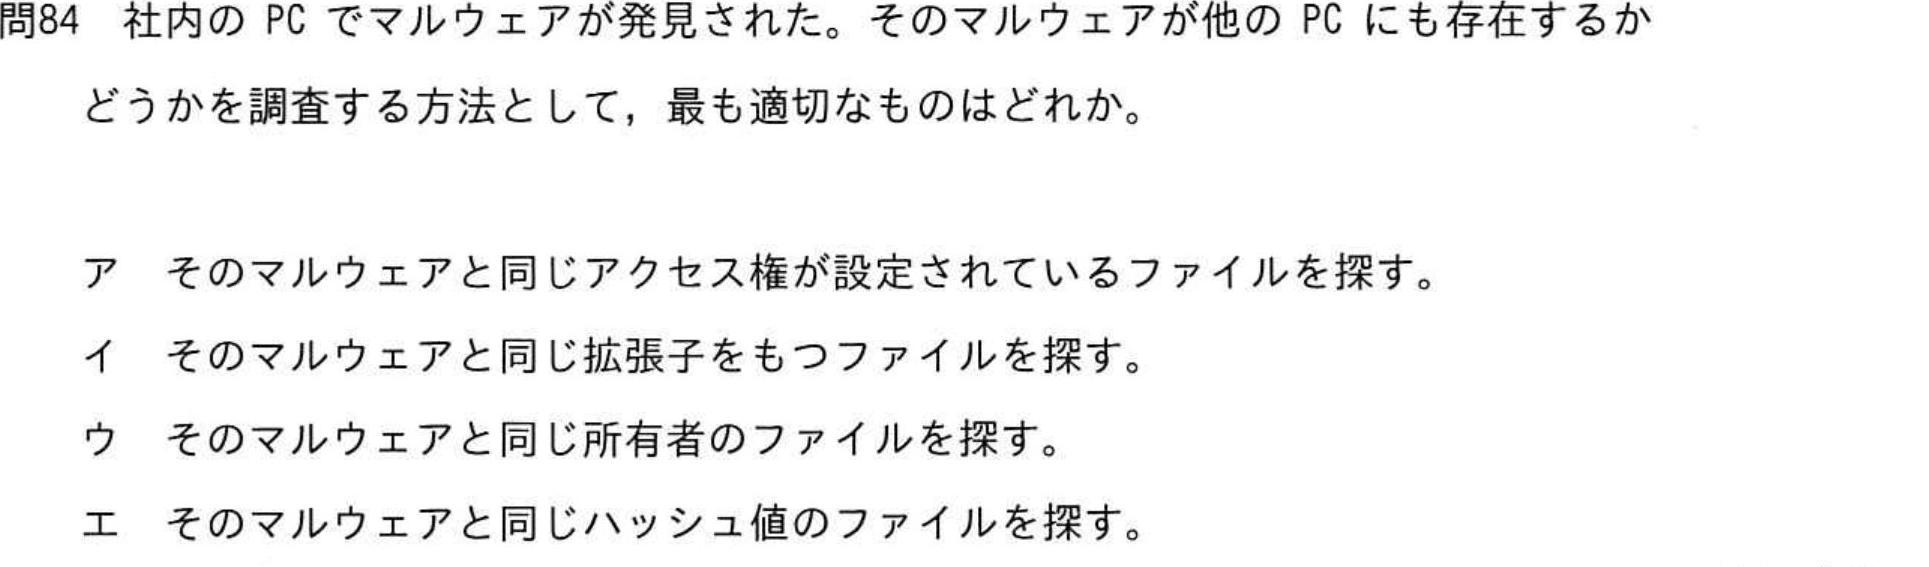 問84　社内の PC でマルウェアが発見された。そのマルウェアが他の PC にも存在するか
どうかを調査する方法として，最も適切なものはどれか。
ア　そのマルウェアと同じアクセス権が設定されているファイルを探す。
イ　そのマルウェアと同じ拡張子をもつファイルを探す。
ウ　そのマルウェアと同じ所有者のファイルを探す。
エ　そのマルウェアと同じハッシュ値のファイルを探す。